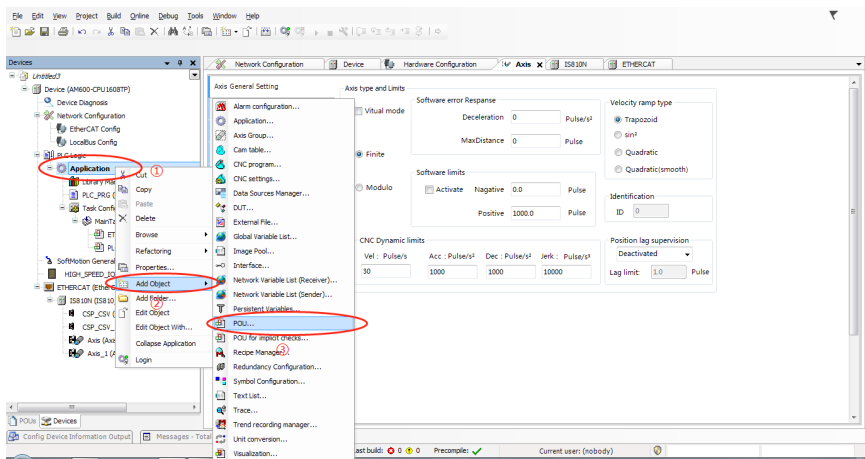 File Edit View Project Build Online Debug Tools Window Help
Devices
Untitled3
Device (AM600-CPU1608TP)
Device Diagnosis
Network Configuration
EtherCAT Config
LocalBus Config
PLC Logic
Application
Library Man
PLC_PRG (
Task Confi
MainTa
ET
PL
SoftMotion General
HIGH_SPEED_IO
ETHERCAT (Ether
IS810N (IS810
CSP_CSV (
CSP_CSV_
Axis (Axi
Axis_1 (A
POUs Devices
Config Device Information Output Messages - Tota
①
Cut
Copy
Paste
Delete
Browse
Refactoring
Properties...
Add Object
Add Folder...
②
Edit Object
Edit Object With...
Collapse Application
Login
Alarm configuration...
Application...
Axis Group...
Cam table...
CNC program...
CNC settings...
Data Sources Manager...
DUT...
External File...
Global Variable List...
Image Pool...
Interface...
Network Variable List (Receiver)...
Network Variable List (Sender)...
Persistent Variables...
POU...
POU for implicit checks...
③
Recipe Manager...
Redundancy Configuration...
Symbol Configuration...
Text List...
Trace...
Trend recording manager...
Unit conversion...
Visualization...
Network Configuration Device Hardware Configuration Axis IS810N ETHERCAT
Axis General Setting
Axis type and Limits
Vitual mode
Finite
Modulo
Software error Respanse
Deceleration 0 Pulse/s²
MaxDistance 0 Pulse
Software limits
Activate Nagative 0.0 Pulse
Positive 1000.0 Pulse
CNC Dynamic limits
Vel : Pulse/s Acc : Pulse/s² Dec : Pulse/s² Jerk : Pulse/s³
30 1000 1000 10000
Velocity ramp type
Trapozoid
sin²
Quadratic
Quadratic(smooth)
Identification
ID 0
Position lag supervision
Deactivated
Lag limit: 1.0 Pulse
ast build: 0 0 Precompile: Current user: (nobody)